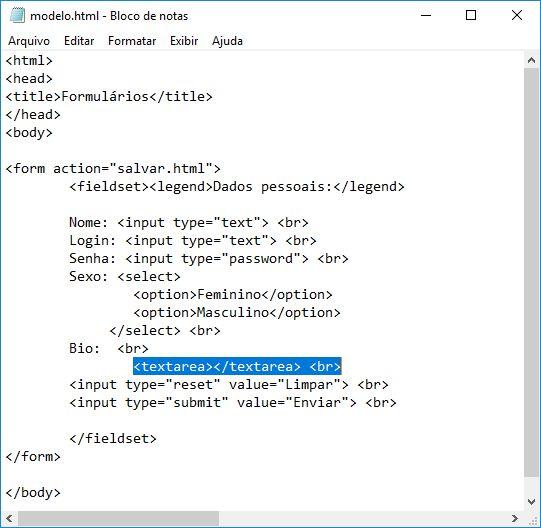 modelo.html - Bloco de notas
Arquivo Editar Formatar Exibir Ajuda
<html>
<head>
<title>Formulários</title>
</head>
<body>
<form action="salvar.html">
<fieldset><legend>Dados pessoais:</legend>
Nome: <input type="text"> <br>
Login: <input type="text"> <br>
Senha: <input type="password"> <br>
Sexo: <select>
<option>Feminino</option>
<option>Masculino</option>
</select> <br>
Bio:  <br>
<textarea></textarea> <br>
<input type="reset" value="Limpar"> <br>
<input type="submit" value="Enviar"> <br>
</fieldset>
</form>
</body>